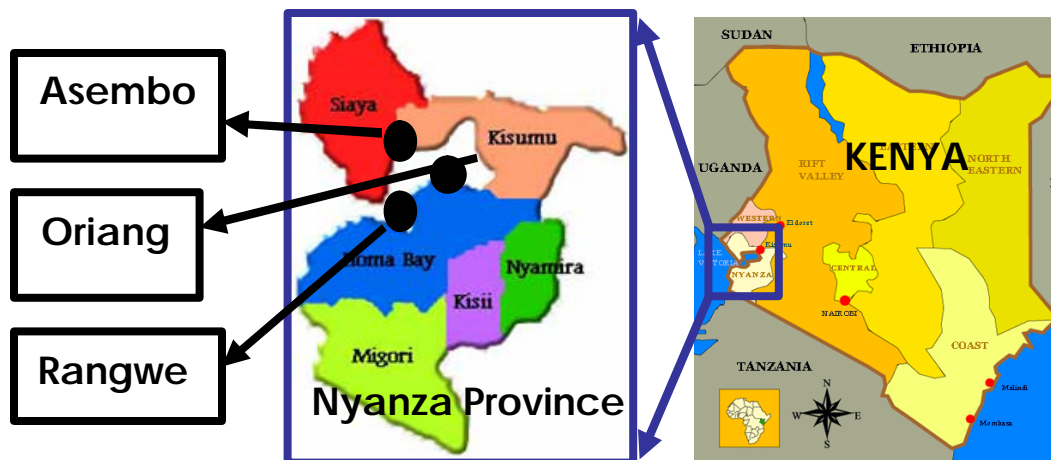 Asembo
Oriang
Rangwe
Siaya
Kisumu
Homa Bay
Nyamira
Kisii
Migori
Nyanza Province
SUDAN
ETHIOPIA
UGANDA
KENYA
EASTERN
RIFT
VALLEY
NORTH
EASTERN
WESTERN
Eldoret
Kisumu
LAKE
VICTORIA
NYANZA
CENTRAL
NAIROBI
COAST
TANZANIA
Malindi
Mombasa
N
W
E
S